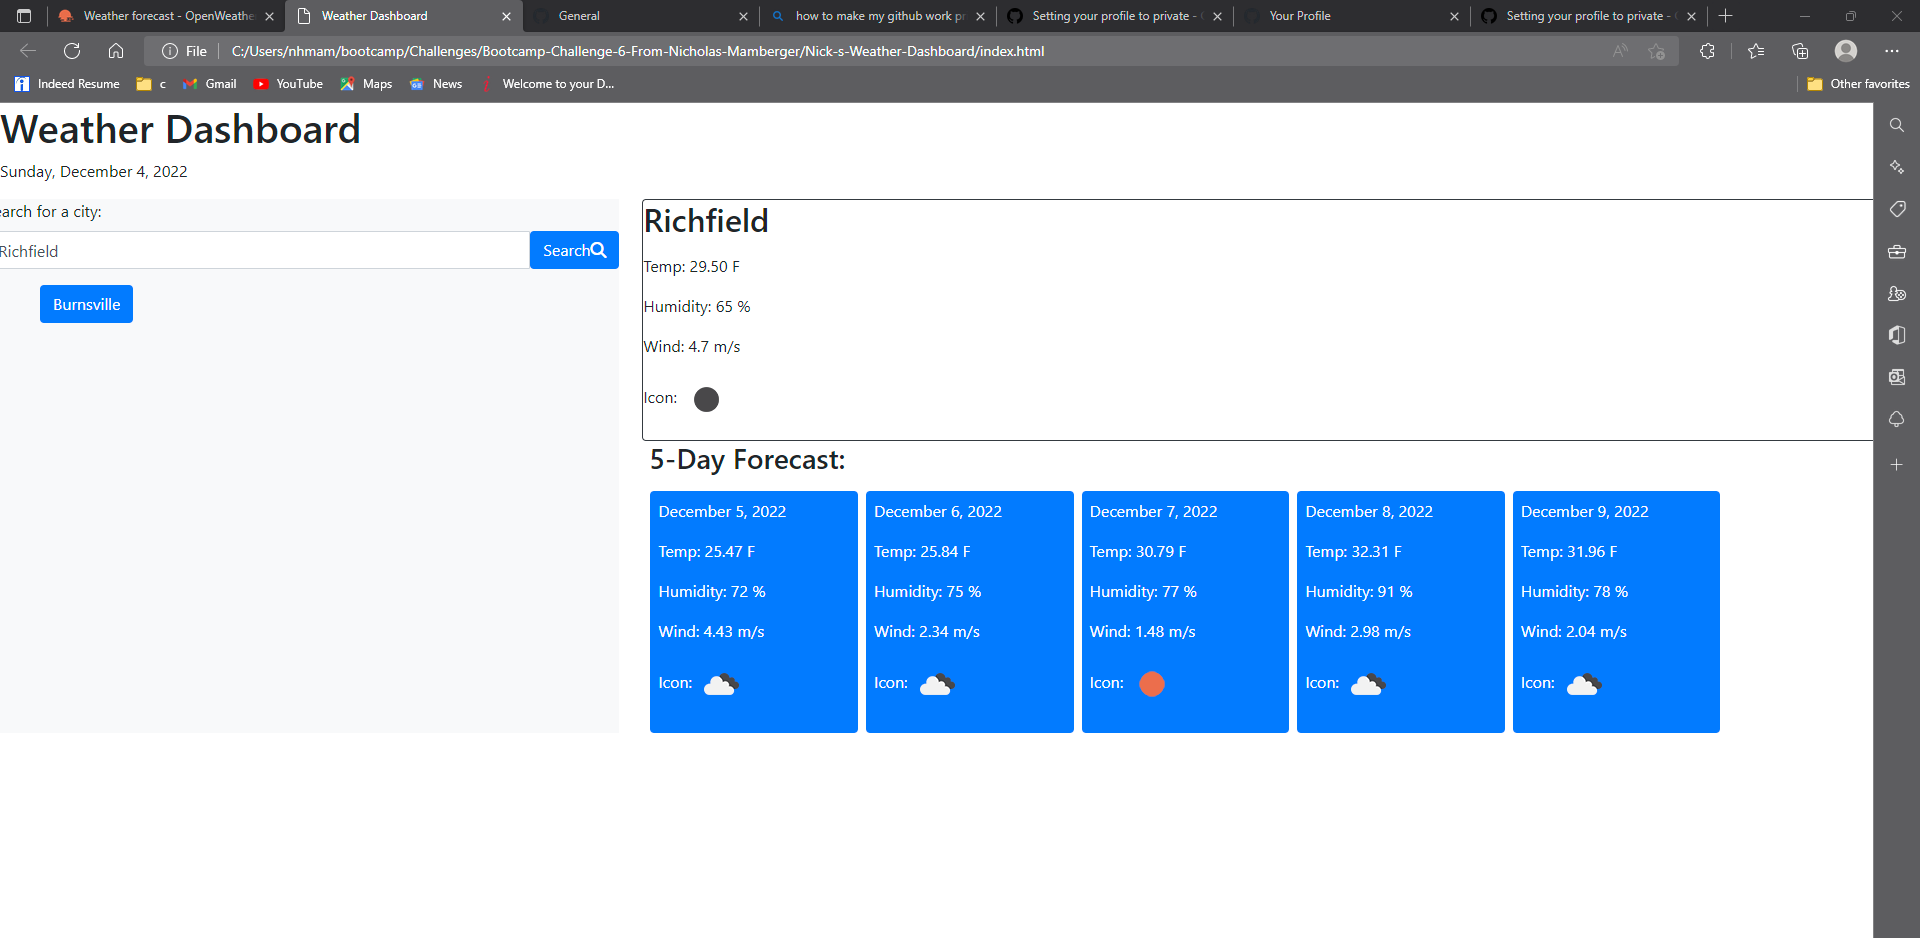 Weather forecast - OpenWeathe
Weather Dashboard
General
how to make my github work pr
Setting your profile to private -
Your Profile
Setting your profile to private -
File
C:/Users/nhmam/bootcamp/Challenges/Bootcamp-Challenge-6-From-Nicholas-Mamberger/Nick-s-Weather-Dashboard/index.html
Indeed Resume
c
Gmail
YouTube
Maps
News
Welcome to your D...
Other favorites
Weather Dashboard
Sunday, December 4, 2022
earch for a city:
Richfield
Search
Burnsville
Richfield
Temp: 29.50 F
Humidity: 65 %
Wind: 4.7 m/s
Icon:
5-Day Forecast:
December 5, 2022
Temp: 25.47 F
Humidity: 72 %
Wind: 4.43 m/s
Icon:
December 6, 2022
Temp: 25.84 F
Humidity: 75 %
Wind: 2.34 m/s
Icon:
December 7, 2022
Temp: 30.79 F
Humidity: 77 %
Wind: 1.48 m/s
Icon:
December 8, 2022
Temp: 32.31 F
Humidity: 91 %
Wind: 2.98 m/s
Icon:
December 9, 2022
Temp: 31.96 F
Humidity: 78 %
Wind: 2.04 m/s
Icon: